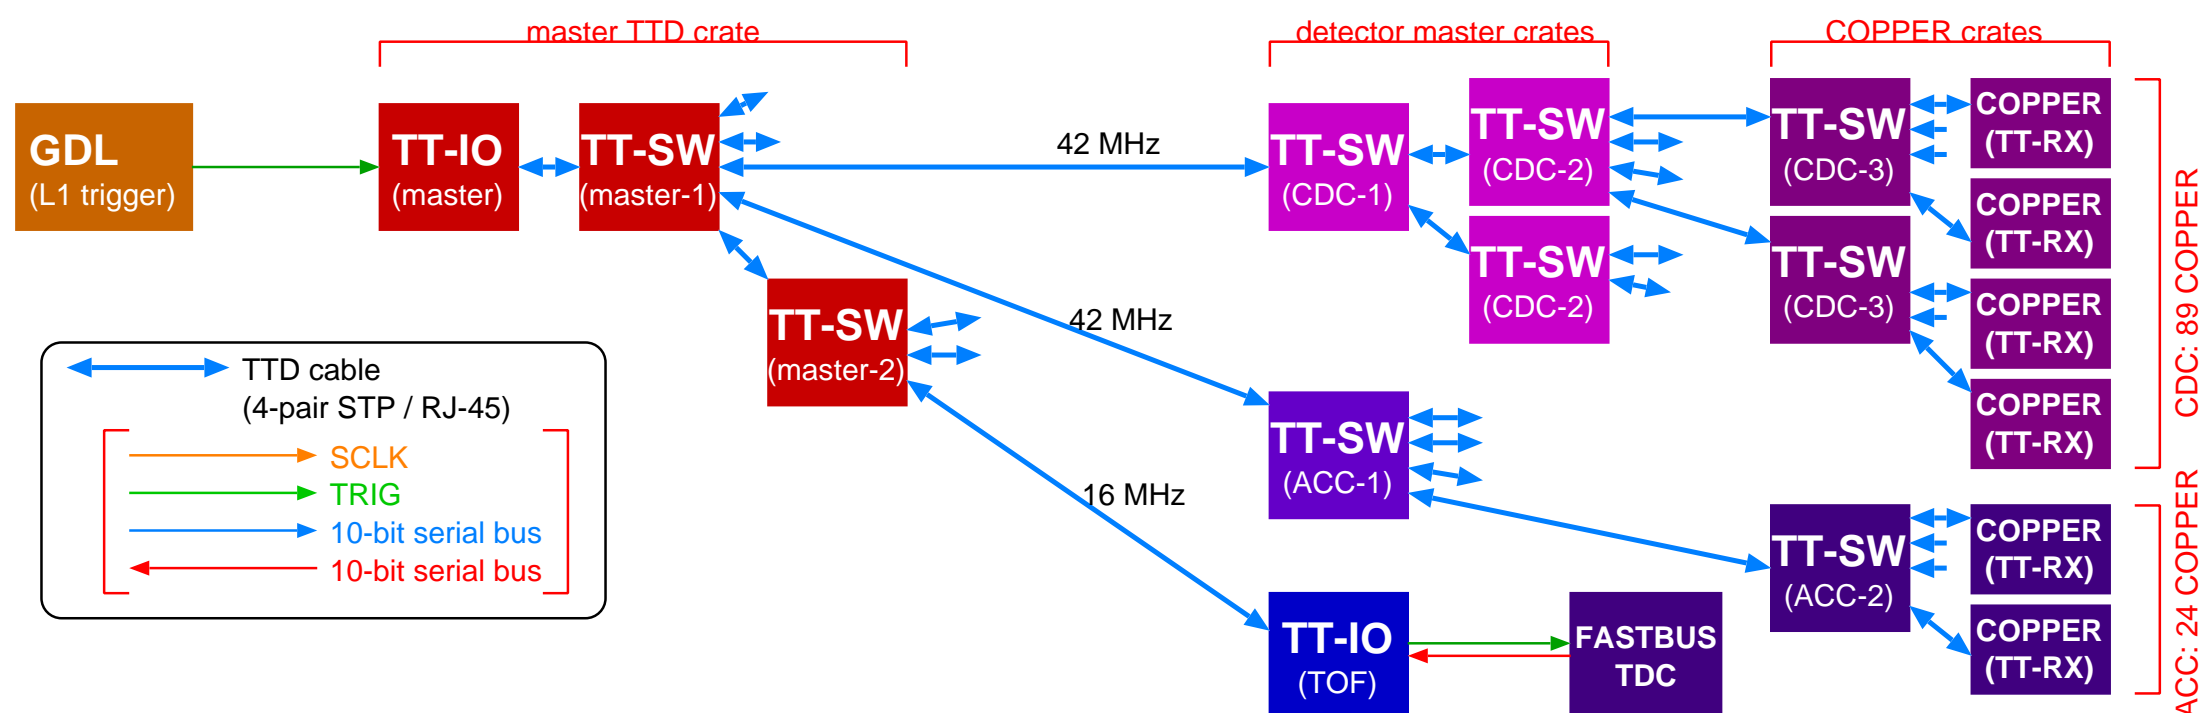 master TTD crate
detector master crates
COPPER crates
GDL
(L1 trigger)
TT-IO
(master)
TT-SW
(master-1)
42 MHz
TT-SW
(CDC-1)
TT-SW
(CDC-2)
TT-SW
(CDC-3)
COPPER
(TT-RX)
COPPER
(TT-RX)
TT-SW
(CDC-2)
TT-SW
(CDC-3)
COPPER
(TT-RX)
COPPER
(TT-RX)
CDC: 89 COPPER
TT-SW
(master-2)
42 MHz
TT-SW
(ACC-1)
16 MHz
TT-SW
(ACC-2)
COPPER
(TT-RX)
COPPER
(TT-RX)
ACC: 24 COPPER
TT-IO
(TOF)
FASTBUS
TDC
TTD cable
(4-pair STP / RJ-45)
SCLK
TRIG
10-bit serial bus
10-bit serial bus